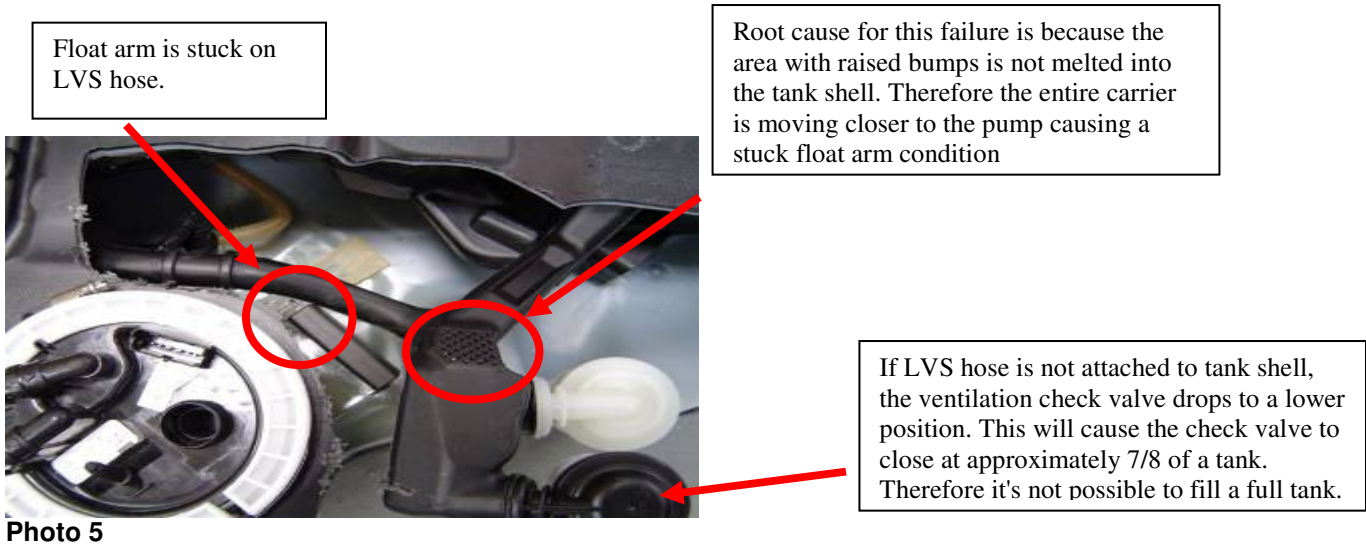 Float arm is stuck on
LVS hose.
Root cause for this failure is because the
area with raised bumps is not melted into
the tank shell. Therefore the entire carrier
is moving closer to the pump causing a
stuck float arm condition
If LVS hose is not attached to tank shell,
the ventilation check valve drops to a lower
position. This will cause the check valve to
close at approximately 7/8 of a tank.
Therefore it's not possible to fill a full tank.
Photo 5